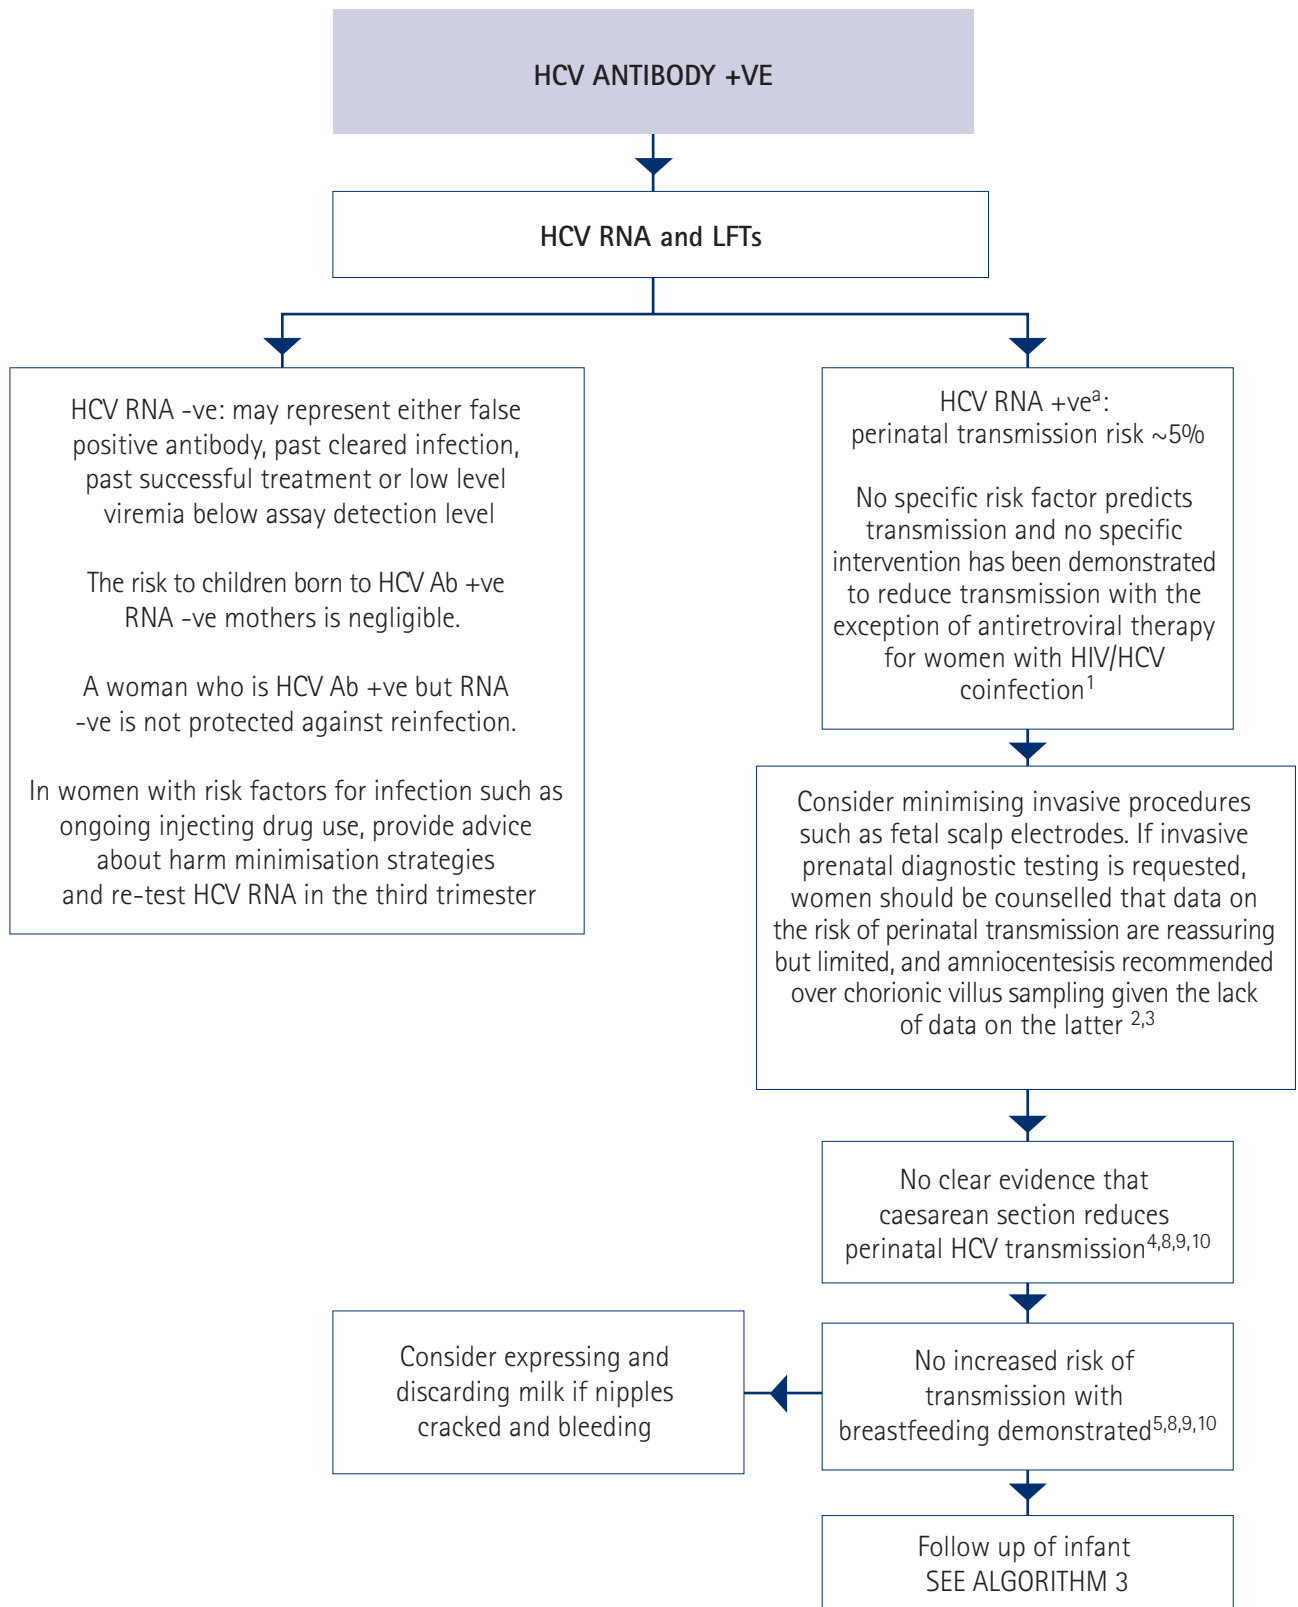 HCV ANTIBODY +VE
HCV RNA and LFTs
HCV RNA -ve: may represent either false
positive antibody, past cleared infection,
past successful treatment or low level
viremia below assay detection level
The risk to children born to HCV Ab +ve
RNA -ve mothers is negligible.
A woman who is HCV Ab +ve but RNA
-ve is not protected against reinfection.
In women with risk factors for infection such as
ongoing injecting drug use, provide advice
about harm minimisation strategies
and re-test HCV RNA in the third trimester
HCV RNA +veª:
perinatal transmission risk ~5%
No specific risk factor predicts
transmission and no specific
intervention has been demonstrated
to reduce transmission with the
exception of antiretroviral therapy
for women with HIV/HCV
coinfection¹
Consider minimising invasive procedures
such as fetal scalp electrodes. If invasive
prenatal diagnostic testing is requested,
women should be counselled that data on
the risk of perinatal transmission are reassuring
but limited, and amniocentesisis recommended
over chorionic villus sampling given the lack
of data on the latter 2,3
No clear evidence that
caesarean section reduces
perinatal HCV transmission4,8,9,10
No increased risk of
transmission with
breastfeeding demonstrated5,8,9,10
Consider expressing and
discarding milk if nipples
cracked and bleeding
Follow up of infant
SEE ALGORITHM 3